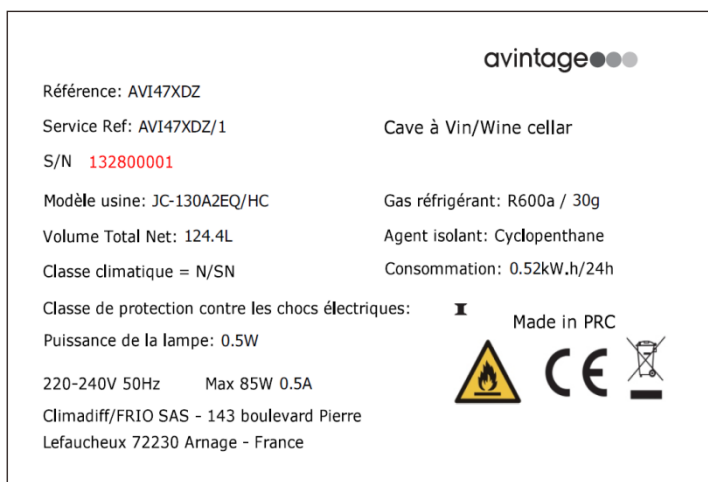 avintage
Référence: AVI47XDZ
Service Ref: AVI47XDZ/1
Cave à Vin/Wine cellar
S/N 132800001
Modèle usine: JC-130A2EQ/HC
Gas réfrigérant: R600a / 30g
Volume Total Net: 124.4L
Agent isolant: Cyclopenthane
Classe climatique = N/SN
Consommation: 0.52kW.h/24h
Classe de protection contre les chocs électriques: I
Made in PRC
Puissance de la lampe: 0.5W
CE
220-240V 50Hz Max 85W 0.5A
Climadiff/FRIO SAS - 143 boulevard Pierre
Lefaucheux 72230 Arnage - France